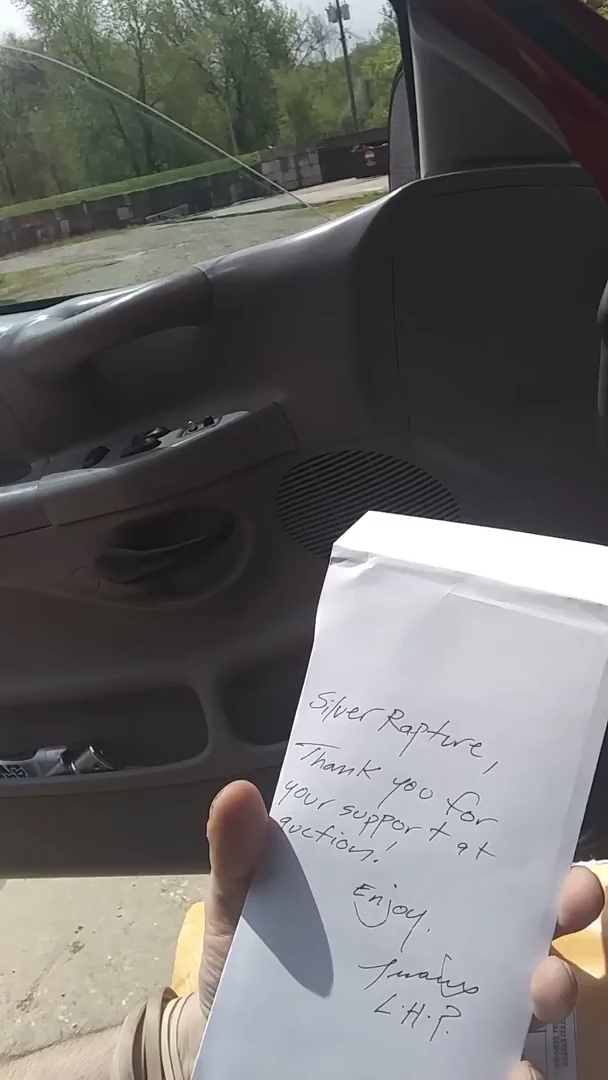 Silver Rapture,
Thank you for
your support at
auction!
Enjoy.
L.H.P.